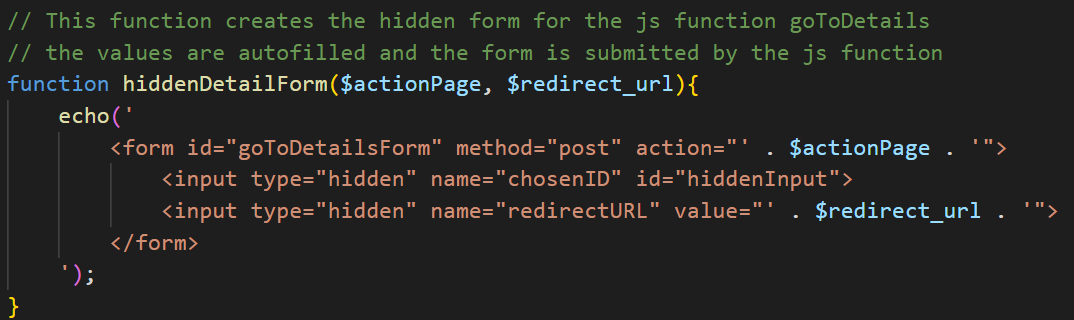 // This function creates the hidden form for the js function goToDetails
// the values are autofilled and the form is submitted by the js function
function hiddenDetailForm($actionPage, $redirect_url){
    echo('
        <form id="goToDetailsForm" method="post" action="' . $actionPage . '">
            <input type="hidden" name="chosenID" id="hiddenInput">
            <input type="hidden" name="redirectURL" value="' . $redirect_url . '">
        </form>
    ');
}